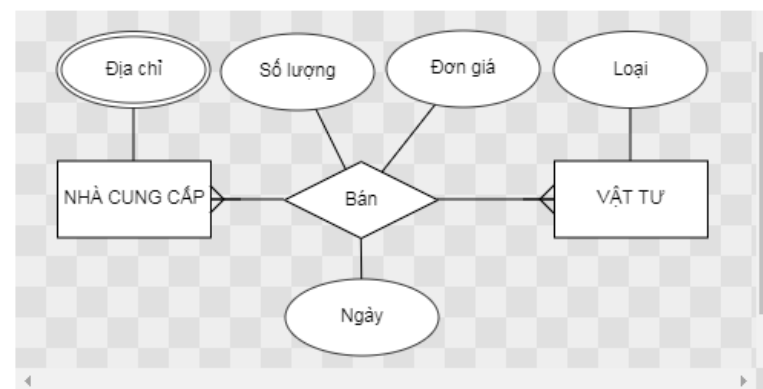 Địa chỉ
Số lượng
Đơn giá
Loại
NHÀ CUNG CẤP
Bán
VẬT TƯ
Ngày